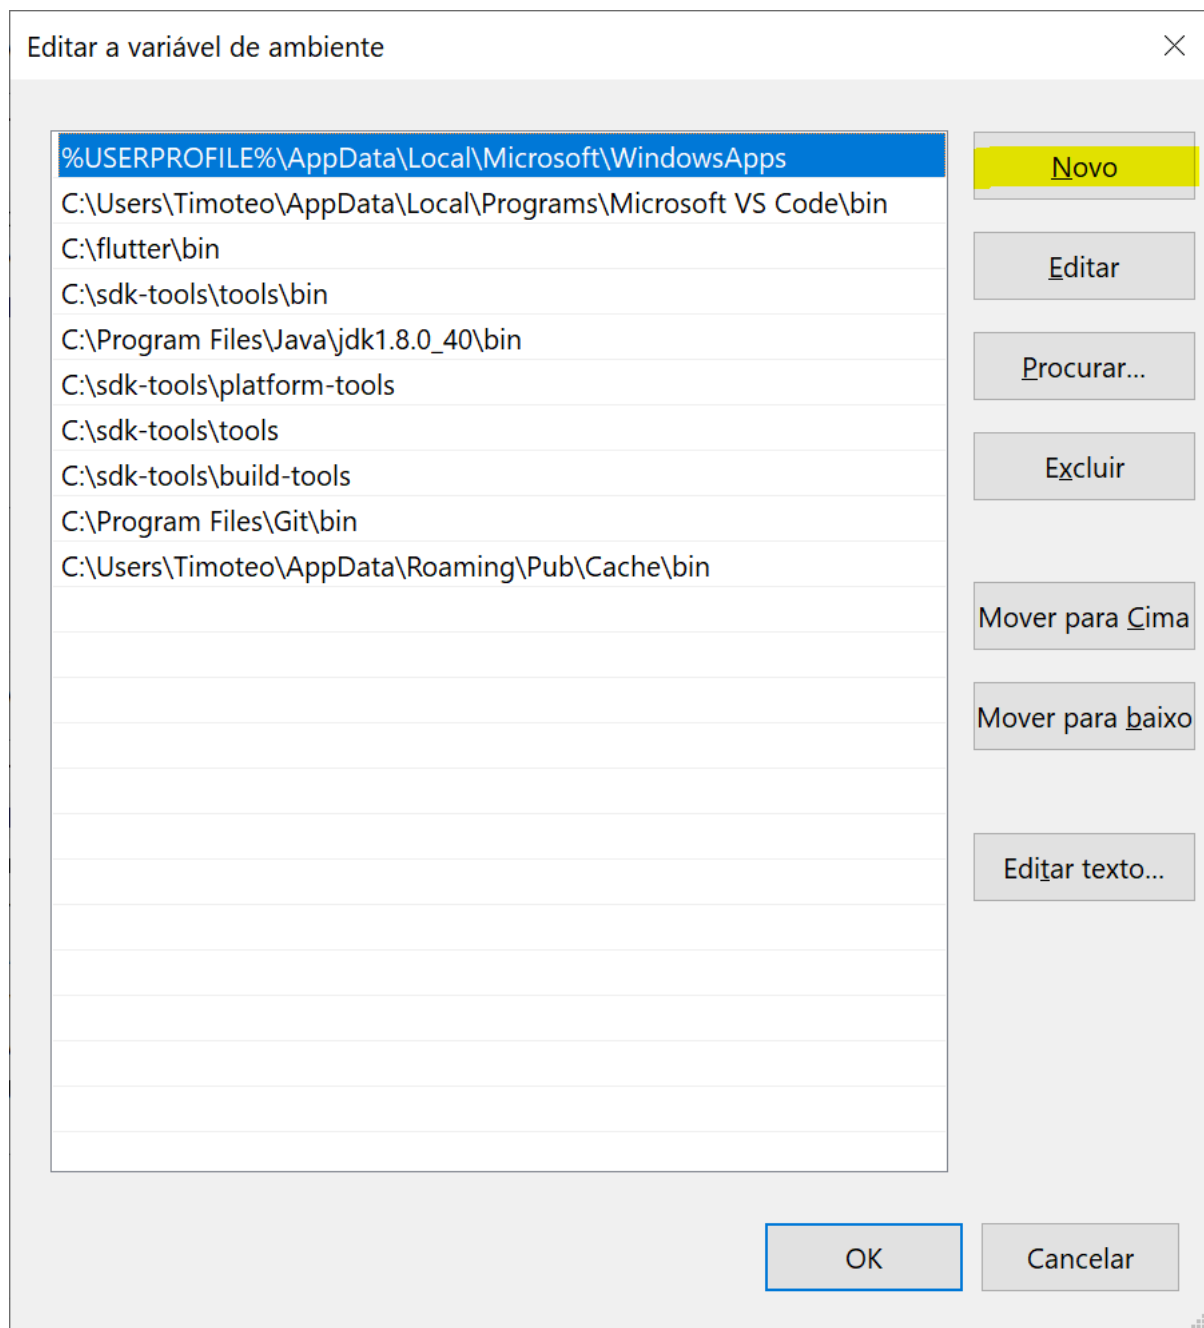 Editar a variável de ambiente
%USERPROFILE%\AppData\Local\Microsoft\WindowsApps
C:\Users\Timoteo\AppData\Local\Programs\Microsoft VS Code\bin
C:\flutter\bin
C:\sdk-tools\tools\bin
C:\Program Files\Java\jdk1.8.0_40\bin
C:\sdk-tools\platform-tools
C:\sdk-tools\tools
C:\sdk-tools\build-tools
C:\Program Files\Git\bin
C:\Users\Timoteo\AppData\Roaming\Pub\Cache\bin
Novo
Editar
Procurar...
Excluir
Mover para Cima
Mover para baixo
Editar texto...
OK
Cancelar